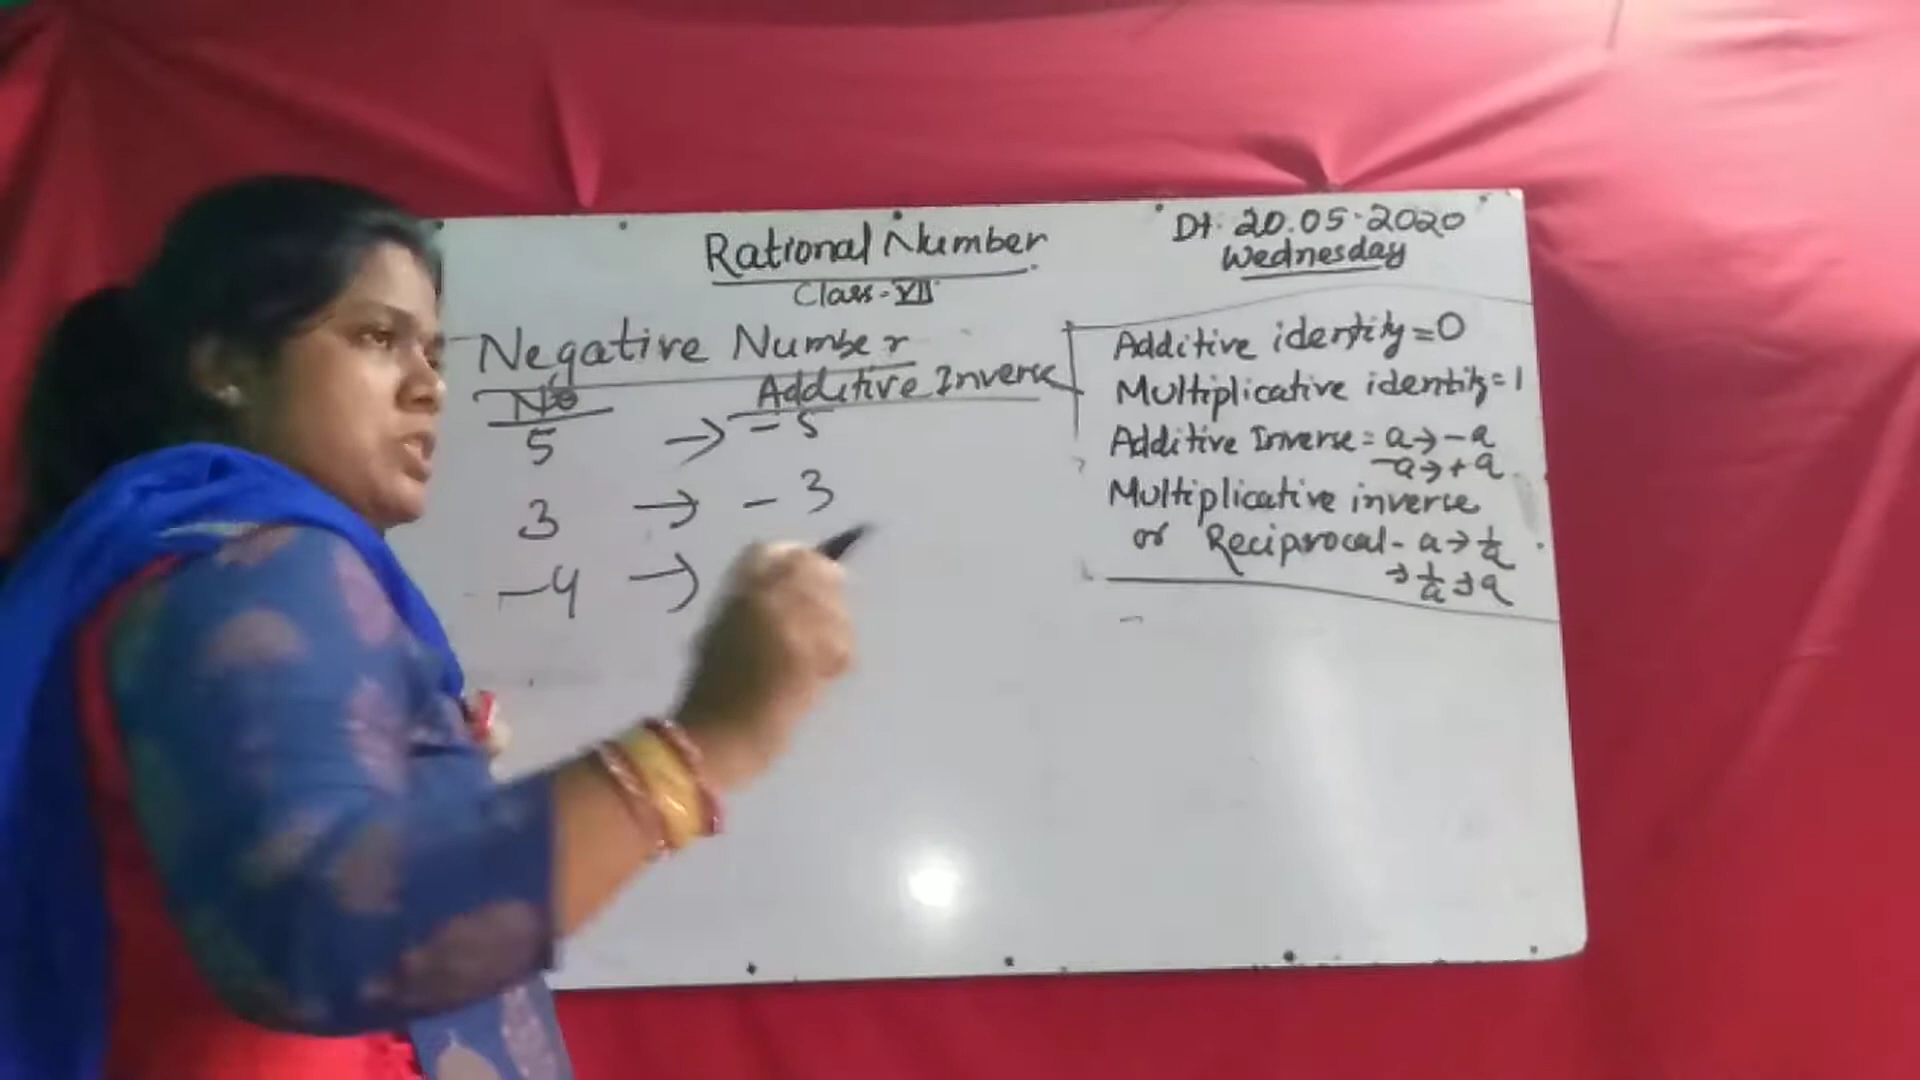 Rational Number
Class-VII
Dt. 20.05.2020
Wednesday
Negative Number
No Additive Inverse
5 → -5
3 → -3
-4 →
Additive identity = 0
Multiplicative identity = 1
Additive Inverse = a → -a
-a → +a
Multiplicative inverse
or Reciprocal - a → 1/a
→ 1/a → a